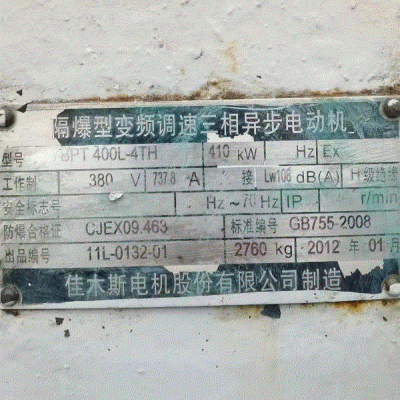 隔爆型变频调速三相异步电动机
型号 BPT 400L-4TH 410 kW Hz Ex
工作制 380 V 737.8 A 接 Lw108 dB(A) H 级绝缘
安全标志号 Hz~70Hz IP r/min
防爆合格证 CJEX09.463 标准编号 GB755-2008
出品编号 11L-0132-01 2760 kg 2012 年 01 月
佳木斯电机股份有限公司制造